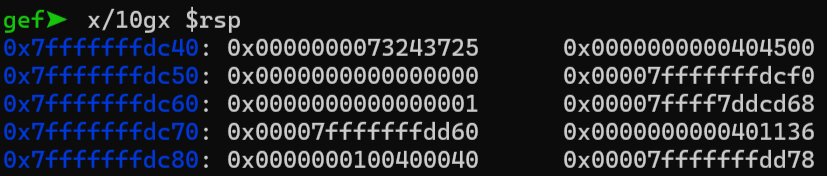 gef➤ x/10gx $rsp
0x7fffffffdc40: 0x0000000073243725 0x0000000000404500
0x7fffffffdc50: 0x0000000000000000 0x00007fffffffdcf0
0x7fffffffdc60: 0x0000000000000001 0x00007ffff7ddcd68
0x7fffffffdc70: 0x00007fffffffdd60 0x0000000000401136
0x7fffffffdc80: 0x0000000100400040 0x00007fffffffdd78